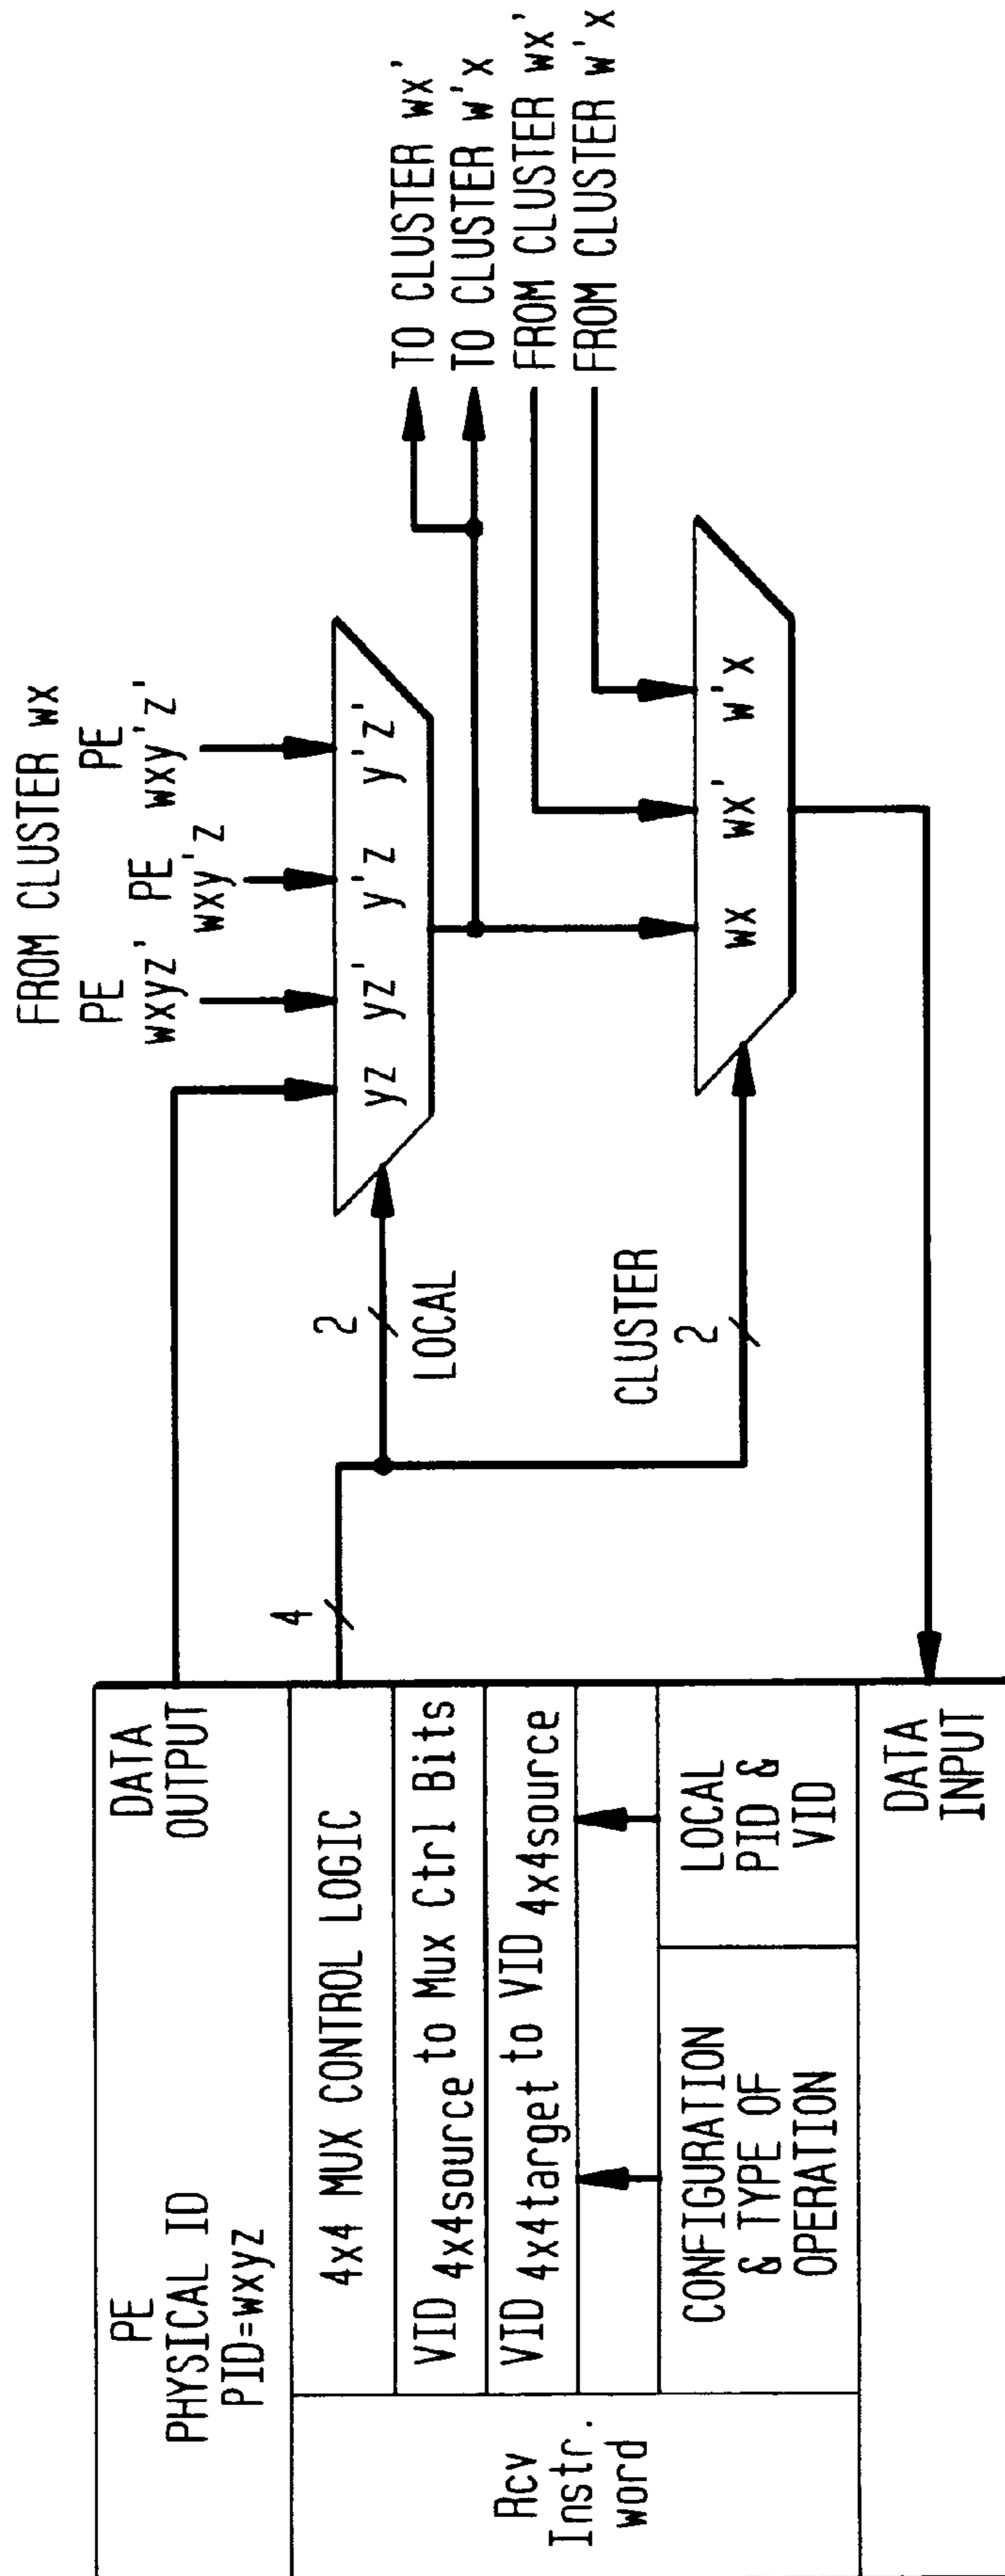 PE
PHYSICAL ID
PID=wxyz
DATA
OUTPUT
4x4 MUX CONTROL LOGIC
VID 4x4source to Mux Ctrl Bits
VID 4x4target to VID 4x4source
Rcv
Instr.
word
CONFIGURATION
& TYPE OF
OPERATION
LOCAL
PID &
VID
DATA
INPUT
4
2
LOCAL
CLUSTER
2
FROM CLUSTER wx
PE
wxyz'
PE
wxy'z
PE
wxy'z'
yz yz' y'z y'z'
wx wx' w'x
TO CLUSTER wx'
TO CLUSTER w'x
FROM CLUSTER wx'
FROM CLUSTER w'x